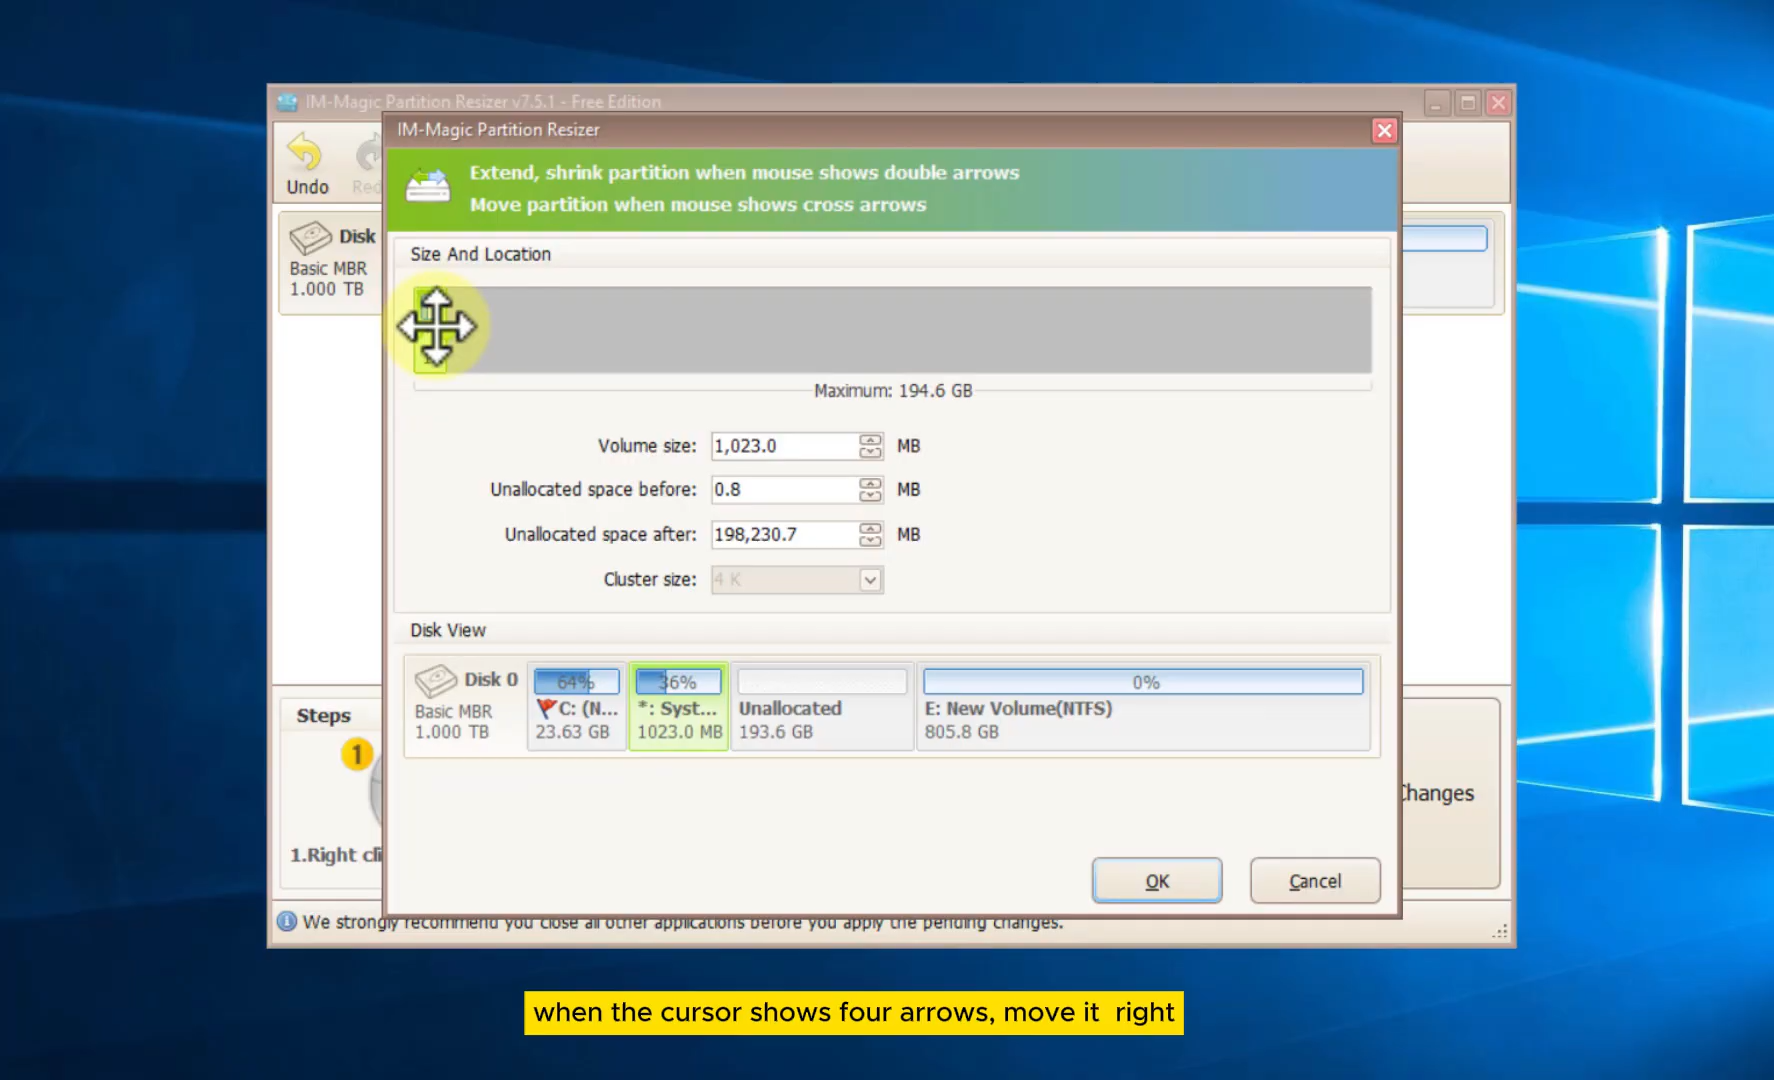 IM-Magic Partition Resizer v7.5.1 - Free Edition
IM-Magic Partition Resizer
Undo
Red
Extend, shrink partition when mouse shows double arrows
Move partition when mouse shows cross arrows
Disk
Basic MBR
1.000 TB
Size And Location
Maximum: 194.6 GB
Volume size: 1,023.0 MB
Unallocated space before: 0.8 MB
Unallocated space after: 198,230.7 MB
Cluster size: 4 K
Disk View
Disk 0
Basic MBR
1.000 TB
64%
C: (N...
23.63 GB
36%
*: Syst...
1023.0 MB
Unallocated
193.6 GB
0%
E: New Volume(NTFS)
805.8 GB
Steps
1
1.Right cli
Changes
OK
Cancel
We strongly recommend you close all other applications before you apply the pending changes.
when the cursor shows four arrows, move it right